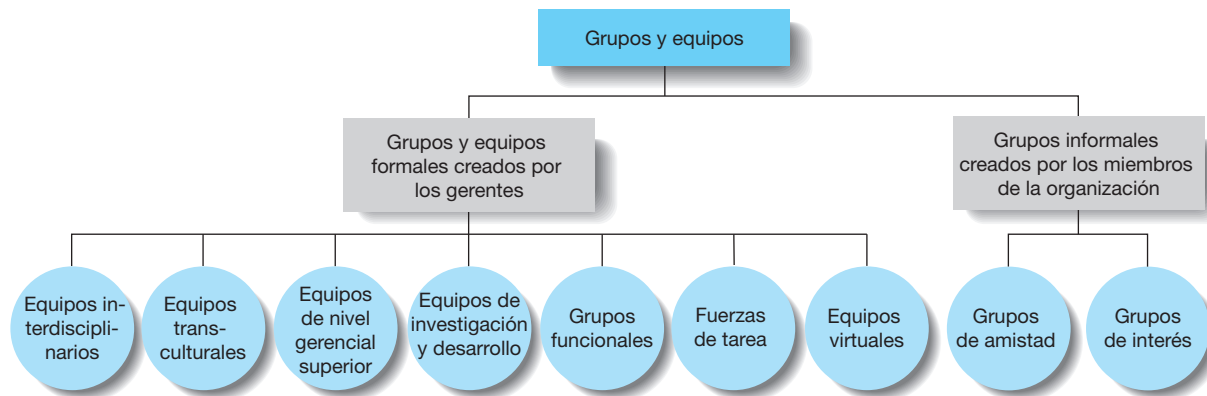 Grupos y equipos
Grupos y equipos
formales creados por
los gerentes
Grupos informales
creados por los miembros
de la organización
Equipos in-
terdiscipli-
narios
Equipos
trans-
culturales
Equipos
de nivel
gerencial
superior
Equipos de
investigación
y desarrollo
Grupos
funcionales
Fuerzas
de tarea
Equipos
virtuales
Grupos
de amistad
Grupos
de interés